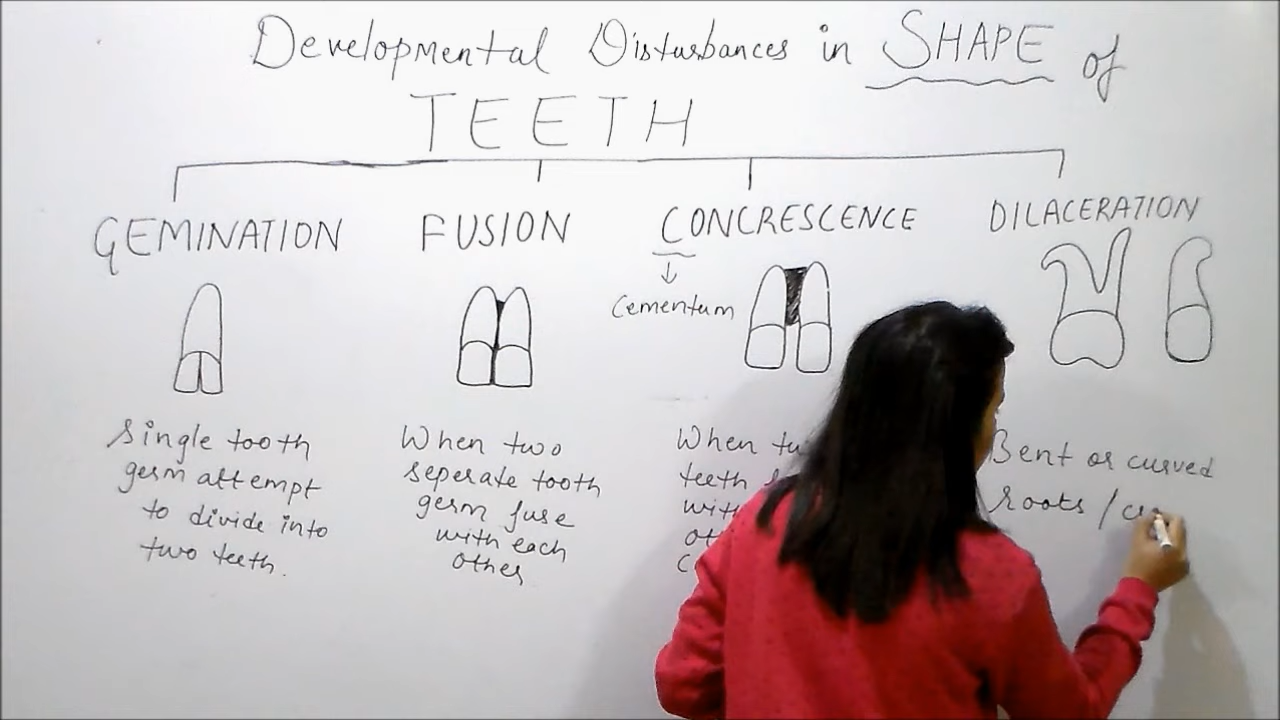 Developmental Disturbances in SHAPE of
TEETH
GEMINATION
Single tooth
germ attempt
to divide into
two teeth.
FUSION
When two
seperate tooth
germ fuse
with each
other
CONCRESCENCE
Cementum
When
teeth
DILACERATION
Bent or curved
roots /